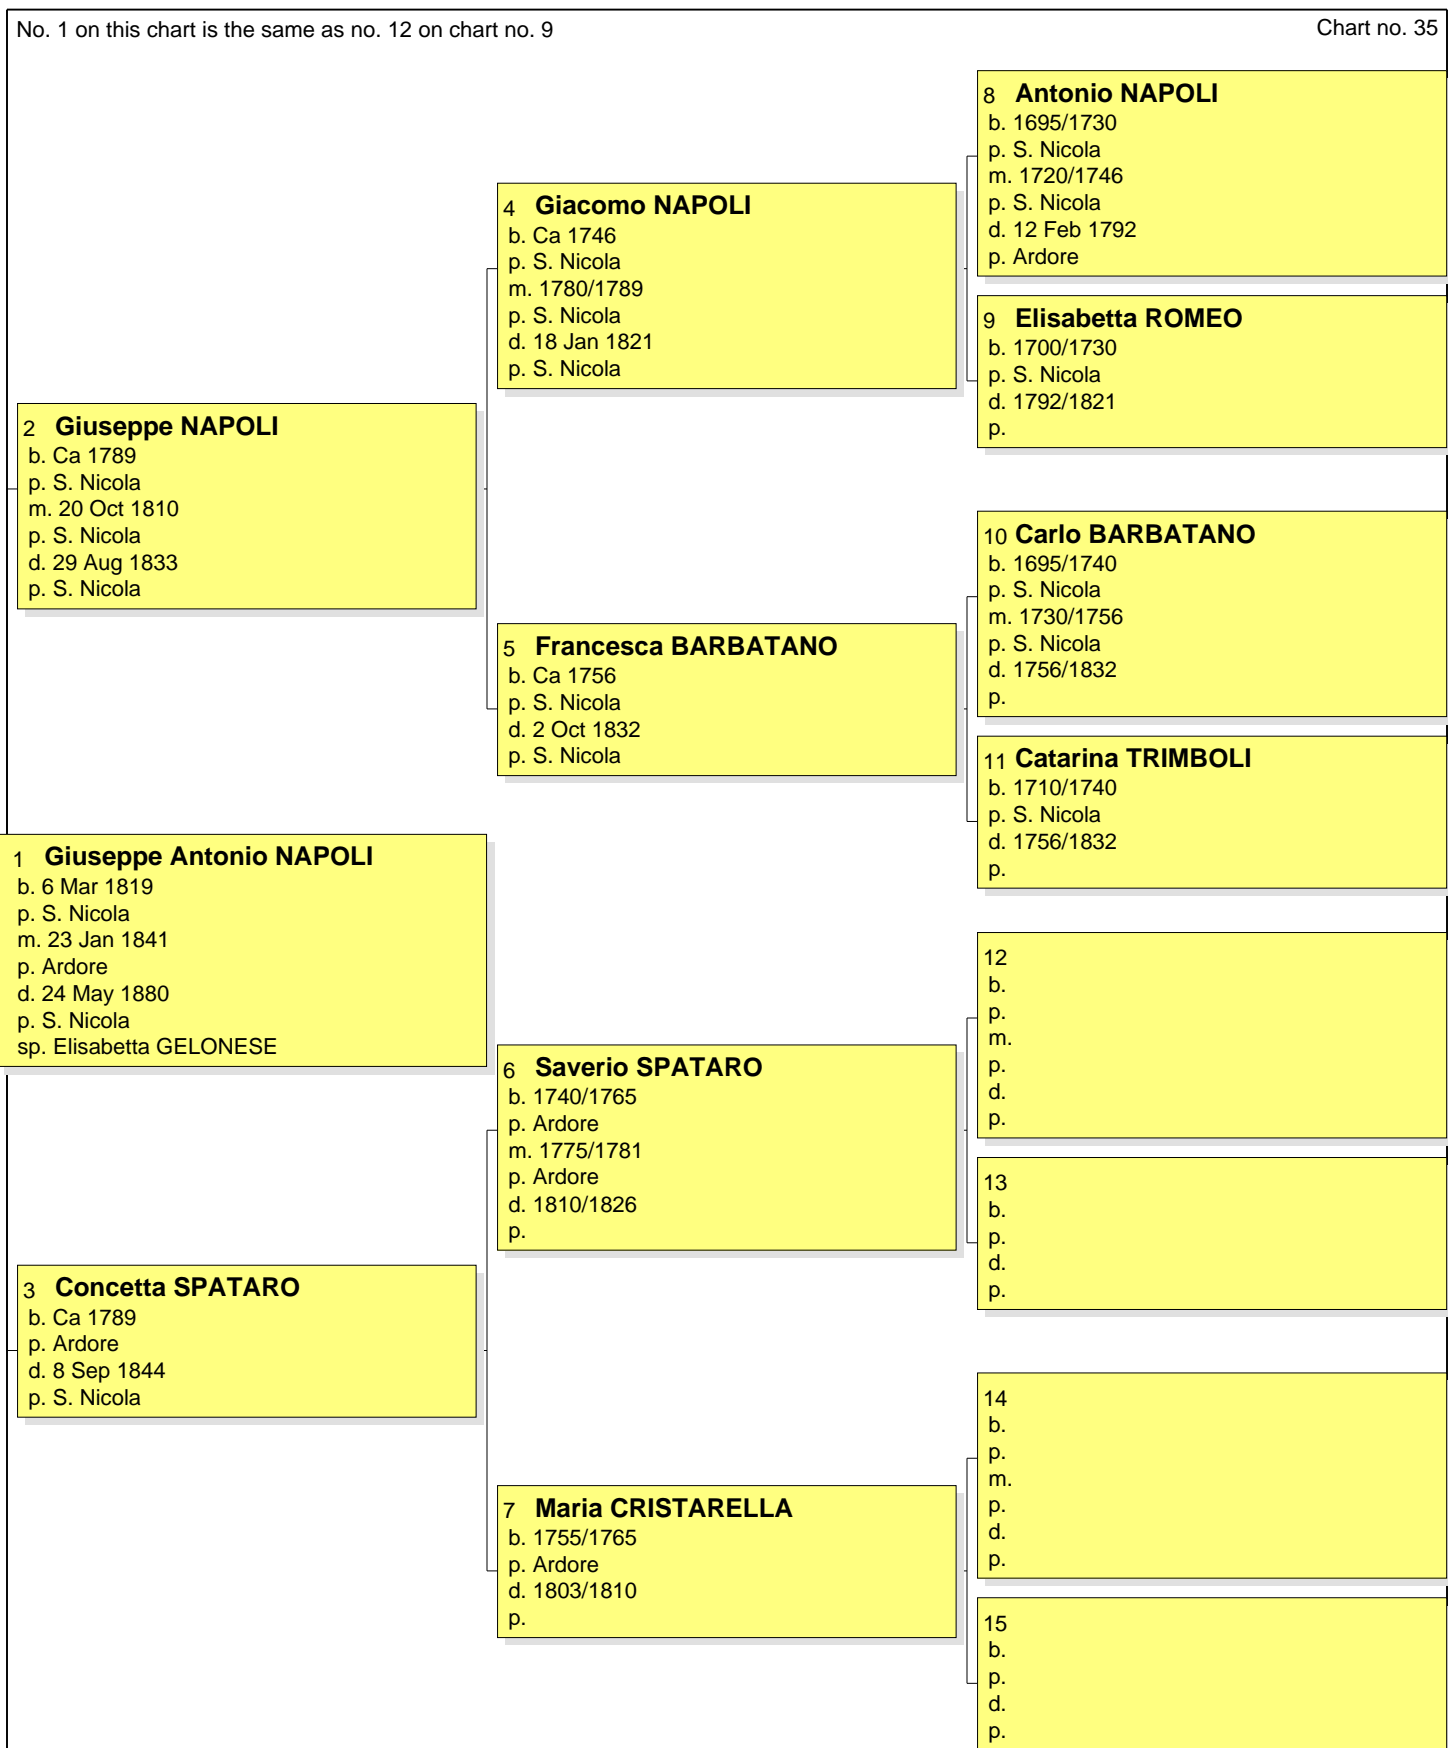 No. 1 on this chart is the same as no. 12 on chart no. 9
Chart no. 35
8 Antonio NAPOLI
b. 1695/1730
p. S. Nicola
m. 1720/1746
p. S. Nicola
d. 12 Feb 1792
p. Ardore
4 Giacomo NAPOLI
b. Ca 1746
p. S. Nicola
m. 1780/1789
p. S. Nicola
d. 18 Jan 1821
p. S. Nicola
9 Elisabetta ROMEO
b. 1700/1730
p. S. Nicola
d. 1792/1821
p.
2 Giuseppe NAPOLI
b. Ca 1789
p. S. Nicola
m. 20 Oct 1810
p. S. Nicola
d. 29 Aug 1833
p. S. Nicola
10 Carlo BARBATANO
b. 1695/1740
p. S. Nicola
m. 1730/1756
p. S. Nicola
d. 1756/1832
p.
5 Francesca BARBATANO
b. Ca 1756
p. S. Nicola
d. 2 Oct 1832
p. S. Nicola
11 Catarina TRIMBOLI
b. 1710/1740
p. S. Nicola
d. 1756/1832
p.
1 Giuseppe Antonio NAPOLI
b. 6 Mar 1819
p. S. Nicola
m. 23 Jan 1841
p. Ardore
d. 24 May 1880
p. S. Nicola
sp. Elisabetta GELONESE
12
b.
p.
m.
p.
d.
p.
6 Saverio SPATARO
b. 1740/1765
p. Ardore
m. 1775/1781
p. Ardore
d. 1810/1826
p.
13
b.
p.
d.
p.
3 Concetta SPATARO
b. Ca 1789
p. Ardore
d. 8 Sep 1844
p. S. Nicola
14
b.
p.
m.
p.
d.
p.
7 Maria CRISTARELLA
b. 1755/1765
p. Ardore
d. 1803/1810
p.
15
b.
p.
d.
p.